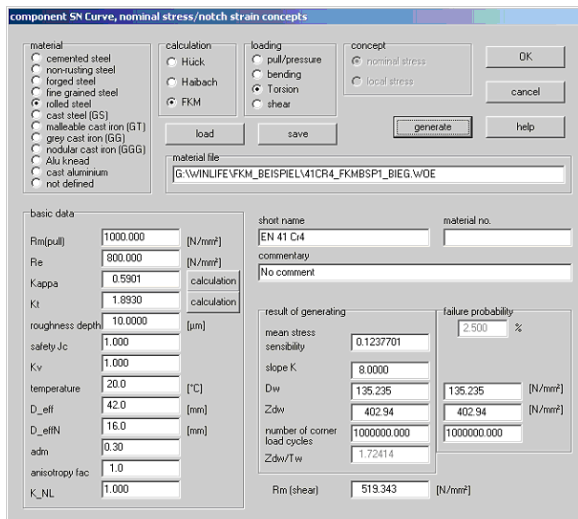 component SN Curve, nominal stress/notch strain concepts
material
cemented steel
non-rusting steel
forged steel
fine grained steel
rolled steel
cast steel (GS)
malleable cast iron (GT)
grey cast iron (GG)
nodular cast iron (GGG)
Alu knead
cast aluminium
not defined
calculation
Hück
Haibach
FKM
loading
pull/pressure
bending
Torsion
shear
concept
nominal stress
local stress
OK
cancel
load
save
generate
help
material file
G:\WINLIFE\FKM_BEISPIEL\41CR4_FKMBSP1_BIEG.WOE
basic data
Rm(pull) 1000.000 [N/mm²]
Re 800.000 [N/mm²]
Kappa 0.5901 calculation
Kt 1.8930 calculation
roughness depth 10.0000 [µm]
safety Jc 1.000
Kv 1.000
temperature 20.0 [°C]
D_eff 42.0 [mm]
D_effN 16.0 [mm]
adm 0.30
anisotropy fac 1.0
K_NL 1.000
short name material no.
EN 41 Cr4
commentary
No comment
result of generating
mean stress
sensibility 0.1237701
slope K 8.0000
Dw 135.235
Zdw 402.94
number of corner
load cycles 1000000.000
Zdw/Tw 1.72414
failure probability
2.500 %
135.235 [N/mm²]
402.94 [N/mm²]
1000000.000
Rm (shear) 519.343 [N/mm²]